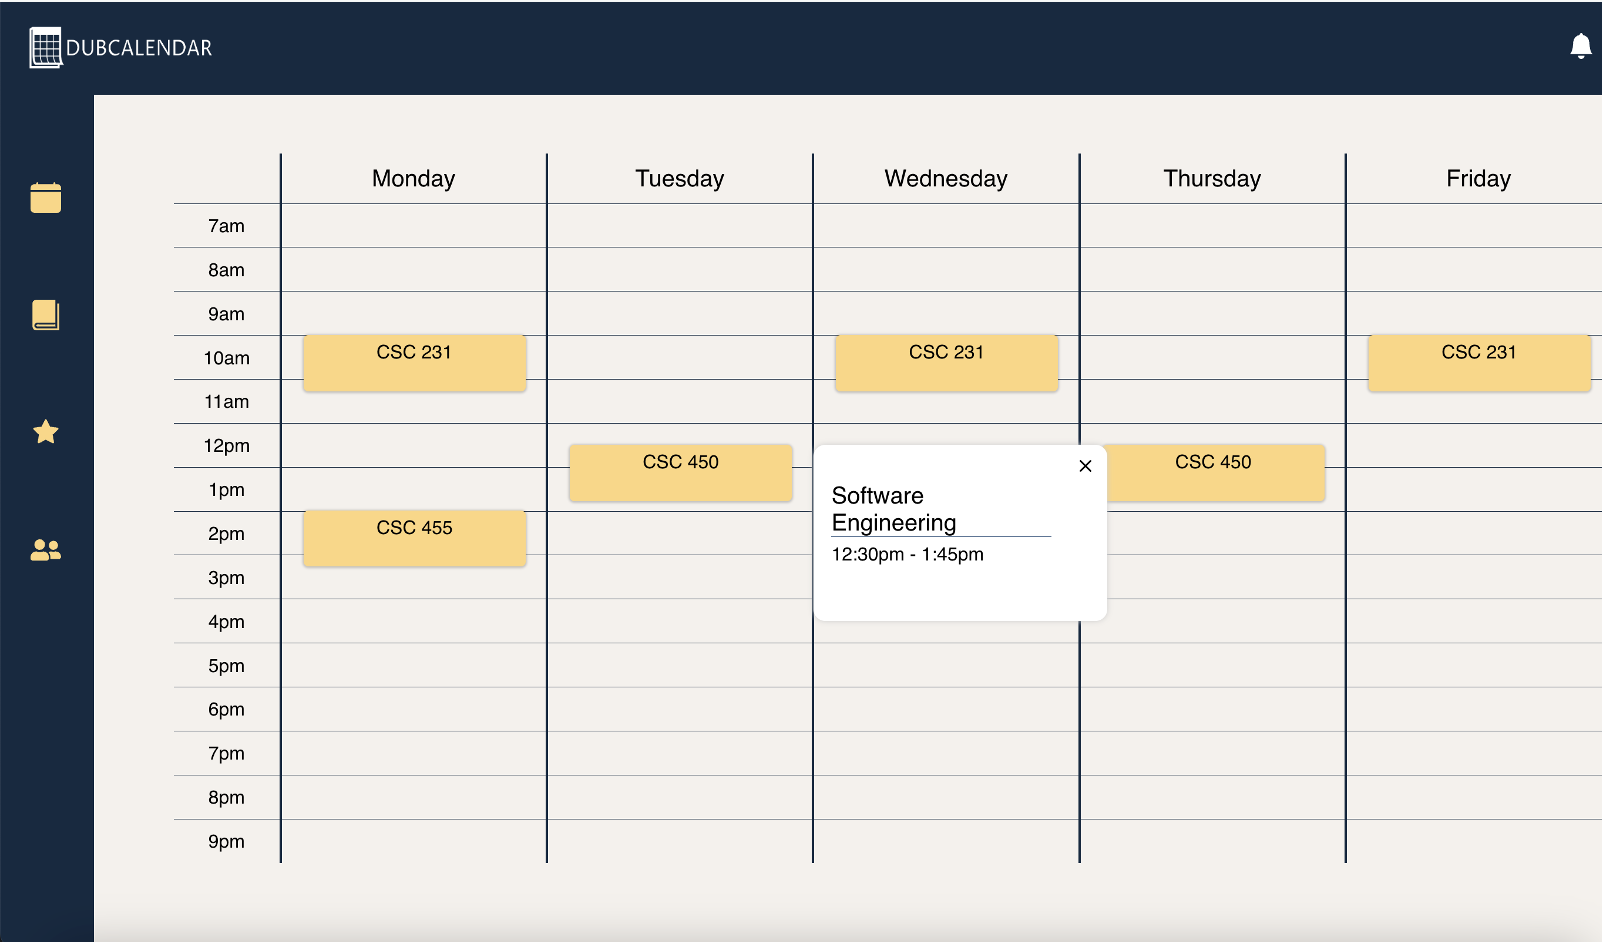 DUBCALENDAR
Monday Tuesday Wednesday Thursday Friday
7am
8am
9am
10am CSC 231 CSC 231 CSC 231
11am
12pm
CSC 450 CSC 450
1pm
2pm CSC 455
3pm
4pm
5pm
6pm
7pm
8pm
9pm
Software
Engineering
12:30pm - 1:45pm